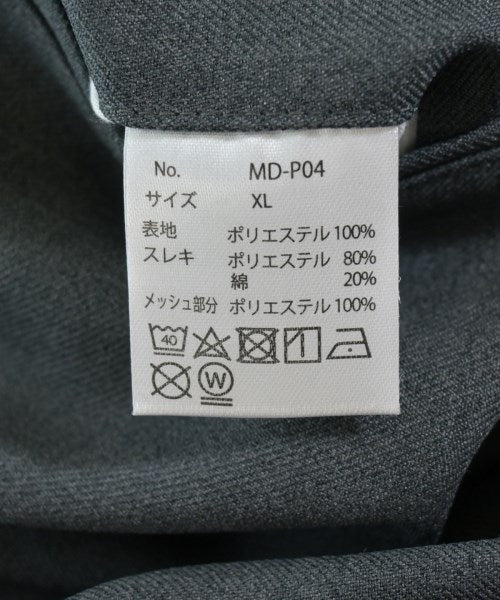 No. MD-P04
サイズ XL
表地 ポリエステル 100%
スレキ ポリエステル 80%
綿 20%
メッシュ部分 ポリエステル 100%
40
W